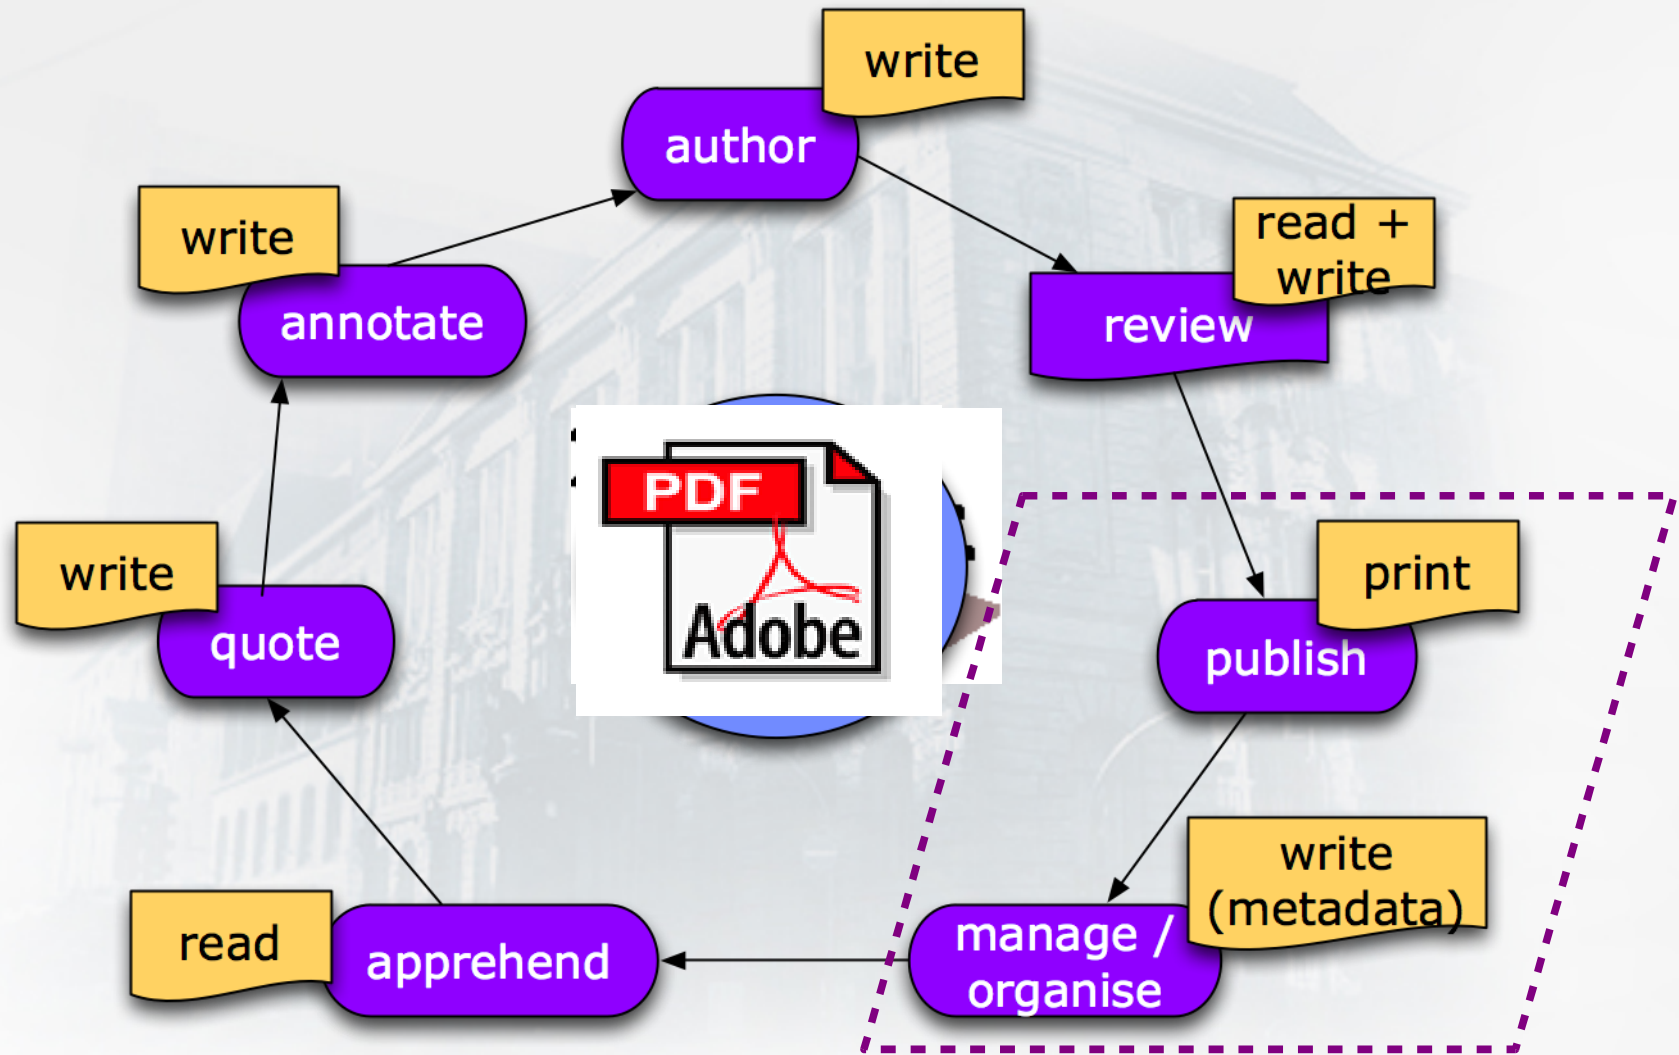 write
author
write
annotate
read +
write
review
PDF
Adobe
write
quote
print
publish
write
(metadata)
manage /
organise
read
apprehend